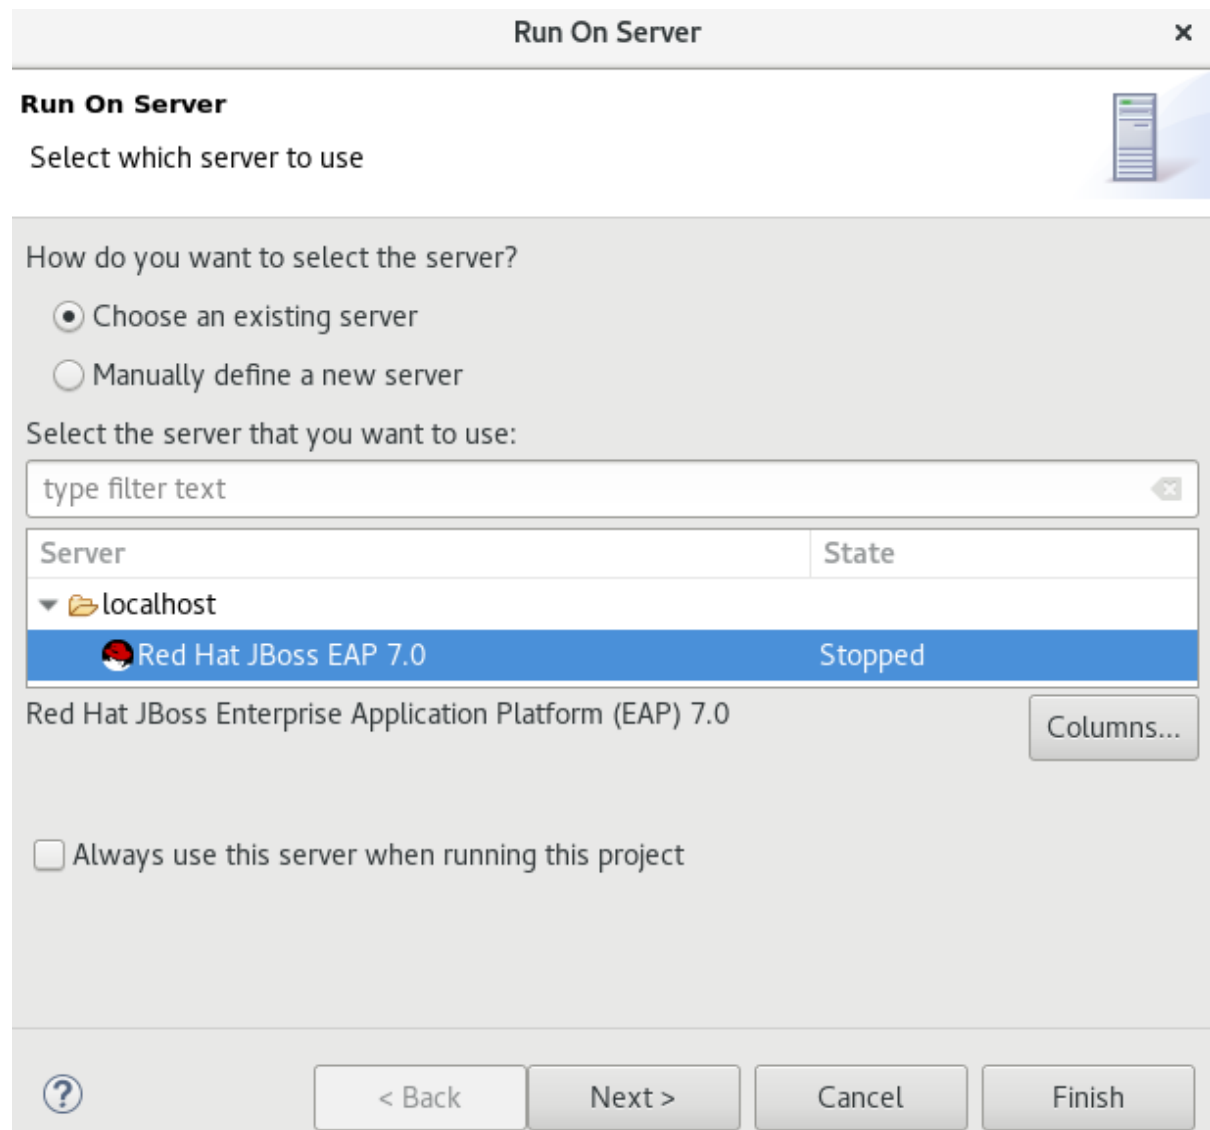 Run On Server
Run On Server
Select which server to use
How do you want to select the server?
Choose an existing server
Manually define a new server
Select the server that you want to use:
type filter text
Server State
localhost
Red Hat JBoss EAP 7.0 Stopped
Red Hat JBoss Enterprise Application Platform (EAP) 7.0
Columns...
Always use this server when running this project
? < Back Next > Cancel Finish